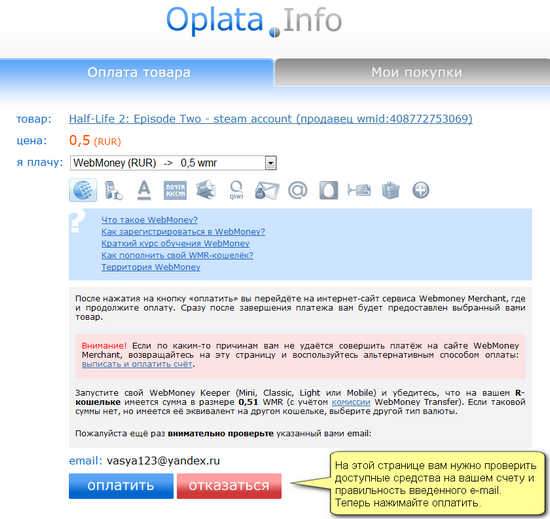 Oplata.Info
Оплата товара
Мои покупки
товар: Half-Life 2: Episode Two - steam account (продавец wmid:408772753069)
цена: 0,5 (RUR)
я плачу: WebMoney (RUR) -> 0,5 wmr
ПОЧТА РОССИИ
QIWI
?
Что такое WebMoney?
Как зарегистрироваться в WebMoney?
Краткий курс обучения WebMoney
Как пополнить свой WMR-кошелёк?
Территория WebMoney
После нажатия на кнопку «оплатить» вы перейдёте на интернет-сайт сервиса Webmoney Merchant, где
и продолжите оплату. Сразу после завершения платежа вам будет предоставлен выбранный вами
товар.
Внимание! Если по каким-то причинам вам не удаётся совершить платёж на сайте WebMoney
Merchant, возвращайтесь на эту страницу и воспользуйтесь альтернативным способом оплаты:
выписать и оплатить счёт.
Запустите свой WebMoney Keeper (Mini, Classic, Light или Mobile) и убедитесь, что на вашем R-
кошельке имеется сумма в размере 0,51 WMR (с учётом комиссии WebMoney Transfer). Если таковой
суммы нет, но имеется её эквивалент на другом кошельке, выберите другой тип валюты.
Пожалуйста ещё раз внимательно проверьте указанный вами email:
email: vasya123@yandex.ru
оплатить
отказаться
На этой странице вам нужно проверить
доступные средства на вашем счету и
правильность введенного e-mail.
Теперь нажимайте оплатить.